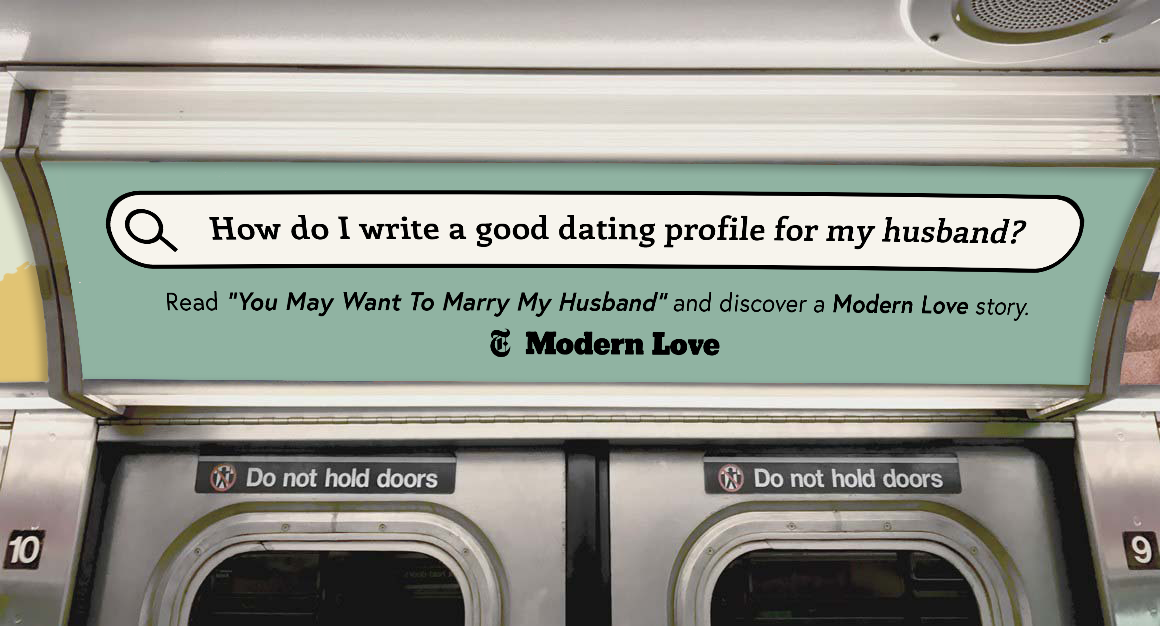 How do I write a good dating profile for my husband?
Read "You May Want To Marry My Husband" and discover a Modern Love story.
T Modern Love
Do not hold doors
Do not hold doors
10
9